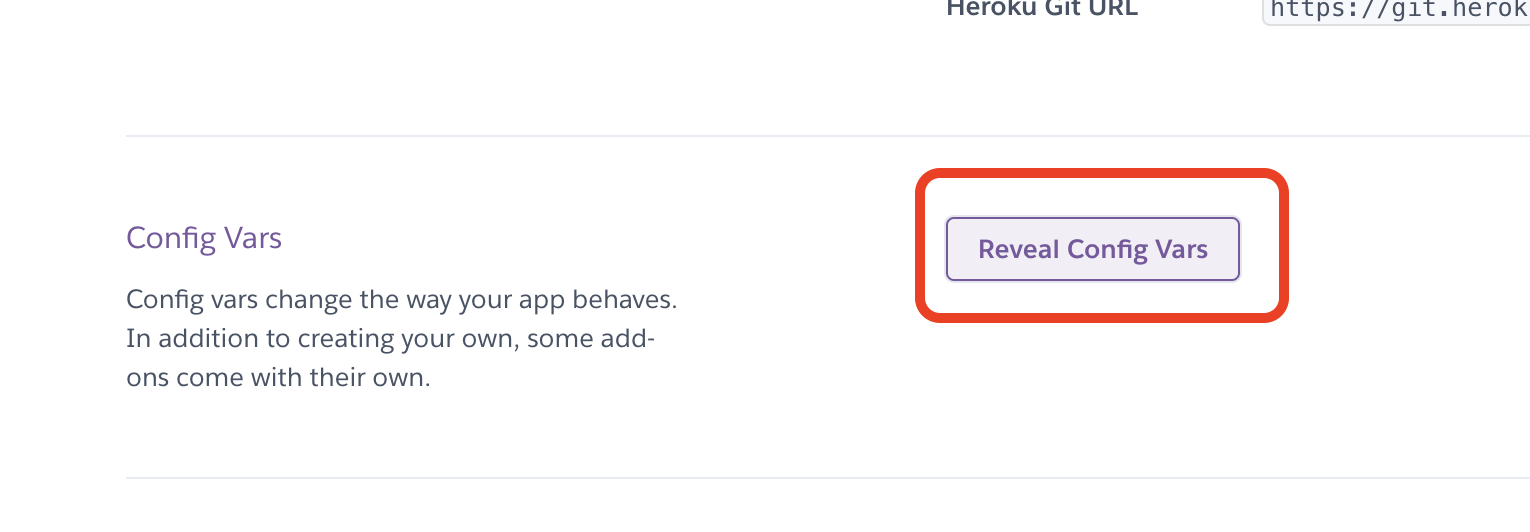 Heroku Git URL
https://git.herok
Config Vars
Reveal Config Vars
Config vars change the way your app behaves.
In addition to creating your own, some add-
ons come with their own.